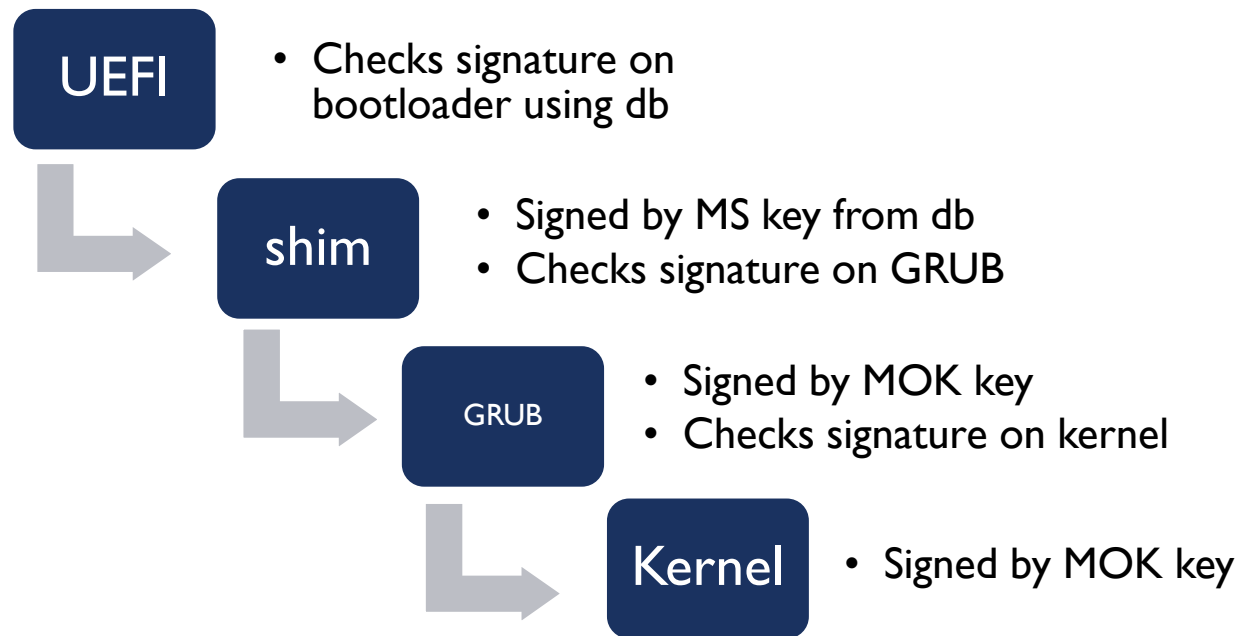 UEFI
• Checks signature on
bootloader using db
shim
• Signed by MS key from db
• Checks signature on GRUB
GRUB
• Signed by MOK key
• Checks signature on kernel
Kernel
• Signed by MOK key